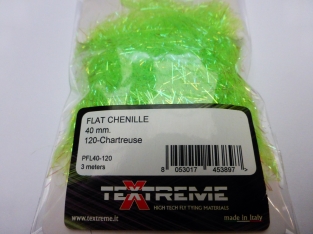 FLAT CHENILLE
40 mm.
120-Chartreuse
PFL40-120
3 meters
8 053017 453897 >
TEXTREME
HIGH TECH FLY TYING MATERIALS
www.textreme.it
made in Italy